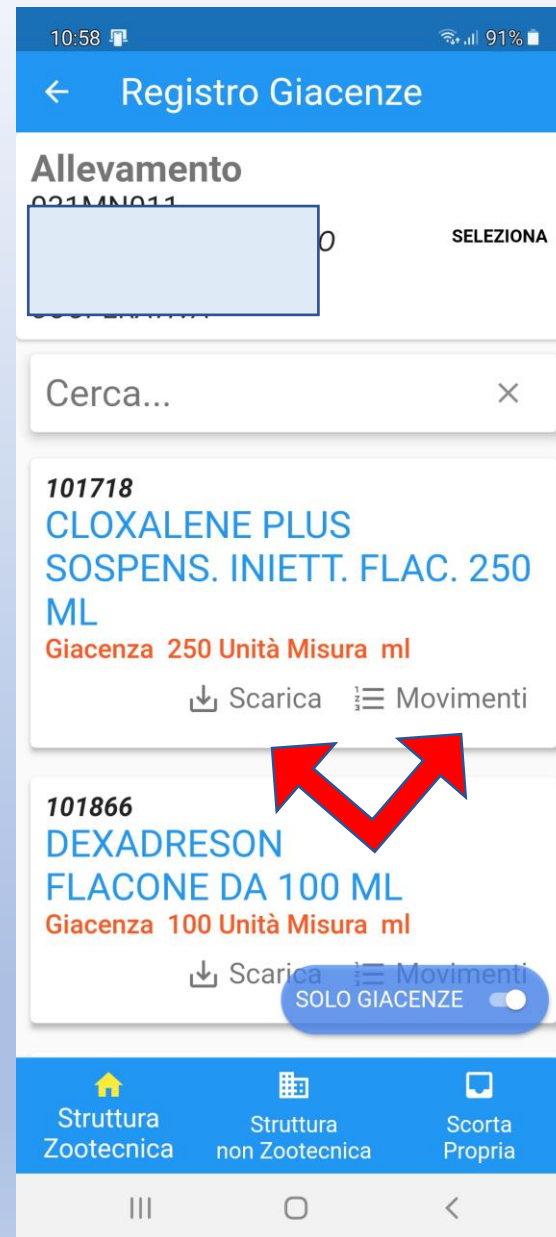 10:58 91%
Registro Giacenze
Allevamento
O
SELEZIONA
Cerca...
101718
CLOXALENE PLUS
SOSPENS. INIETT. FLAC. 250
ML
Giacenza 250 Unità Misura ml
Scarica Movimenti
101866
DEXADRESON
FLACONE DA 100 ML
Giacenza 100 Unità Misura ml
Scarica Movimenti
SOLO GIACENZE
Struttura
Zootecnica
Struttura
non Zootecnica
Scorta
Propria